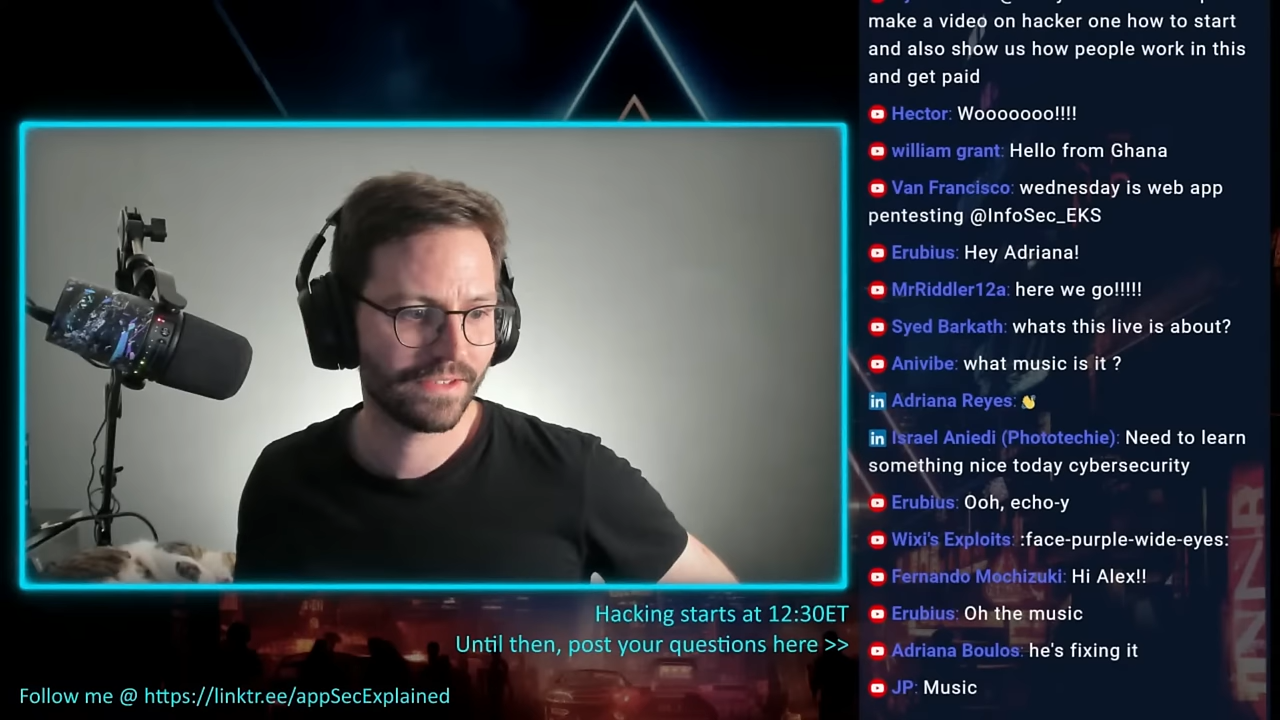 make a video on hacker one how to start
and also show us how people work in this
and get paid
Hector: Wooooooo!!!!
william grant: Hello from Ghana
Van Francisco: wednesday is web app
pentesting @InfoSec_EKS
Erubius: Hey Adriana!
MrRiddler12a: here we go!!!!!
Syed Barkath: whats this live is about?
Anivibe: what music is it ?
Adriana Reyes: 👋
Israel Aniedi (Phototechie): Need to learn
something nice today cybersecurity
Erubius: Ooh, echo-y
Wixi's Exploits: :face-purple-wide-eyes:
Fernando Mochizuki: Hi Alex!!
Erubius: Oh the music
Adriana Boulos: he's fixing it
JP: Music
Hacking starts at 12:30ET
Until then, post your questions here >>
Follow me @ https://linktr.ee/appSecExplained